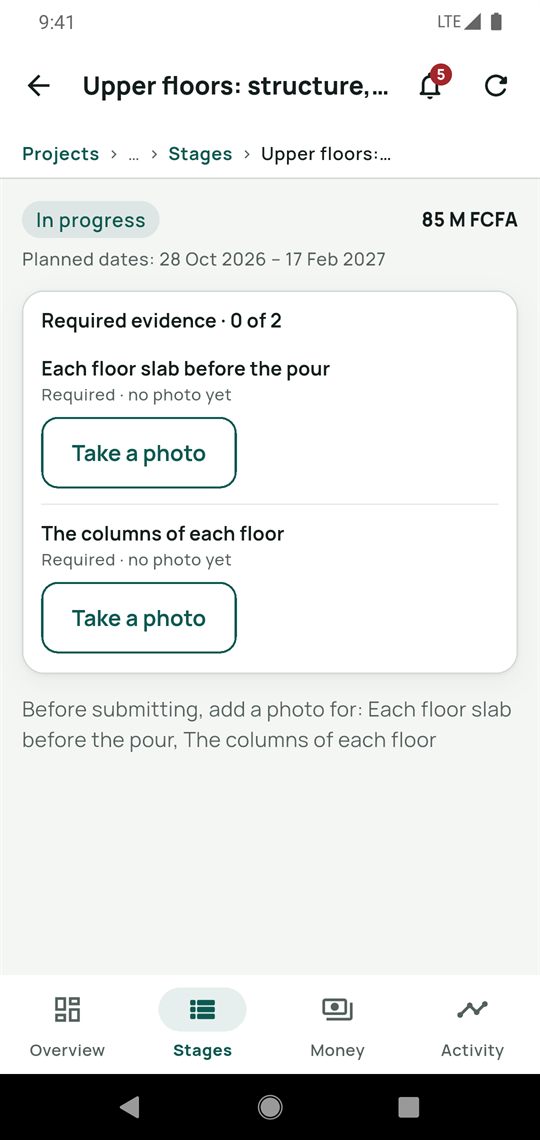 9:41
LTE
Upper floors: structure,...
5
Projects › ... › Stages › Upper floors:...
In progress
85 M FCFA
Planned dates: 28 Oct 2026 – 17 Feb 2027
Required evidence · 0 of 2
Each floor slab before the pour
Required · no photo yet
Take a photo
The columns of each floor
Required · no photo yet
Take a photo
Before submitting, add a photo for: Each floor slab
before the pour, The columns of each floor
Overview
Stages
Money
Activity